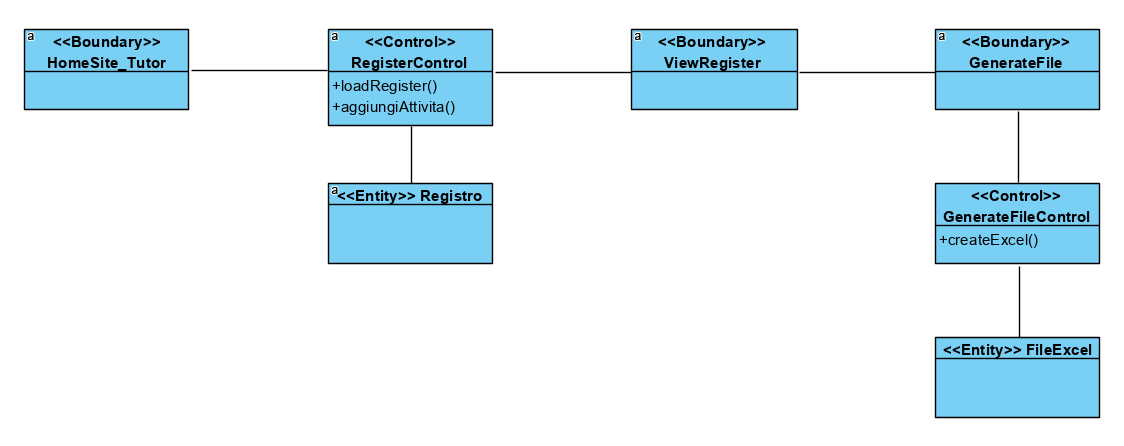 a
<<Boundary>>
HomeSite_Tutor
a
<<Control>>
RegisterControl
+loadRegister()
+aggiungiAttivita()
a
<<Boundary>>
ViewRegister
a
<<Boundary>>
GenerateFile
a
<<Entity>> Registro
<<Control>>
GenerateFileControl
+createExcel()
<<Entity>> FileExcel